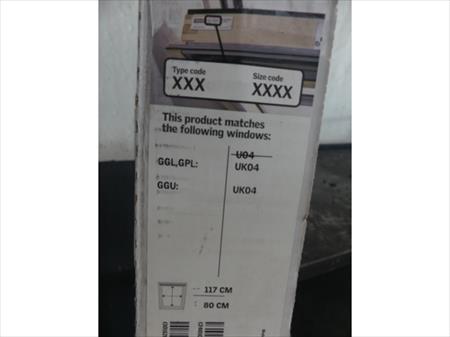 Type code Size code
XXX XXXX
This product matches
the following windows:
U04
GGL,GPL: UK04
GGU: UK04
117 CM
80 CM